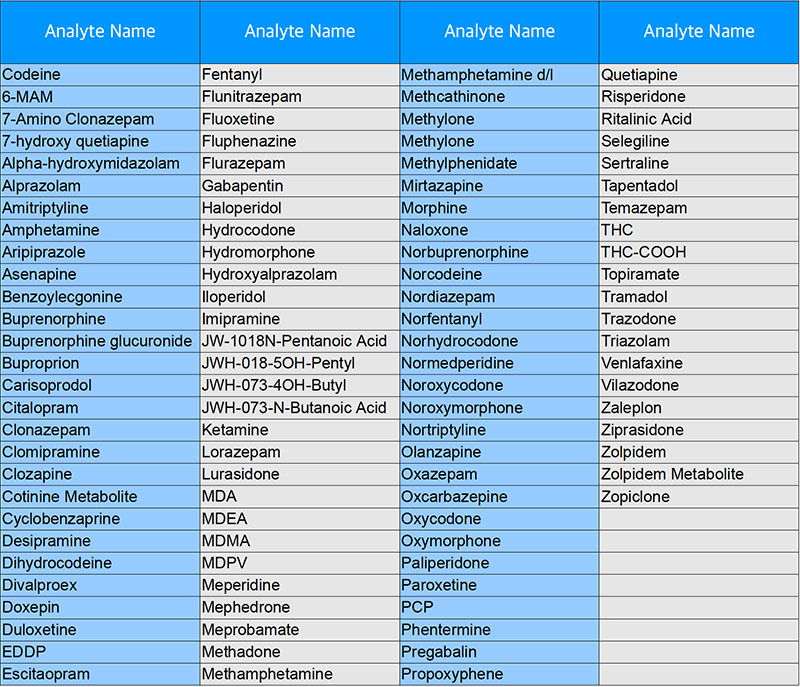 Analyte Name Analyte Name Analyte Name Analyte Name
Codeine Fentanyl Methamphetamine d/l Quetiapine
6-MAM Flunitrazepam Methcathinone Risperidone
7-Amino Clonazepam Fluoxetine Methylone Ritalinic Acid
7-hydroxy quetiapine Fluphenazine Methylone Selegiline
Alpha-hydroxymidazolam Flurazepam Methylphenidate Sertraline
Alprazolam Gabapentin Mirtazapine Tapentadol
Amitriptyline Haloperidol Morphine Temazepam
Amphetamine Hydrocodone Naloxone THC
Aripiprazole Hydromorphone Norbuprenorphine THC-COOH
Asenapine Hydroxyalprazolam Norcodeine Topiramate
Benzoylecgonine Iloperidol Nordiazepam Tramadol
Buprenorphine Imipramine Norfentanyl Trazodone
Buprenorphine glucuronide JW-1018N-Pentanoic Acid Norhydrocodone Triazolam
Buproprion JWH-018-5OH-Pentyl Normedperidine Venlafaxine
Carisoprodol JWH-073-4OH-Butyl Noroxycodone Vilazodone
Citalopram JWH-073-N-Butanoic Acid Noroxymorphone Zaleplon
Clonazepam Ketamine Nortriptyline Ziprasidone
Clomipramine Lorazepam Olanzapine Zolpidem
Clozapine Lurasidone Oxazepam Zolpidem Metabolite
Cotinine Metabolite MDA Oxcarbazepine Zopiclone
Cyclobenzaprine MDEA Oxycodone
Desipramine MDMA Oxymorphone
Dihydrocodeine MDPV Paliperidone
Divalproex Meperidine Paroxetine
Doxepin Mephedrone PCP
Duloxetine Meprobamate Phentermine
EDDP Methadone Pregabalin
Escitaopram Methamphetamine Propoxyphene